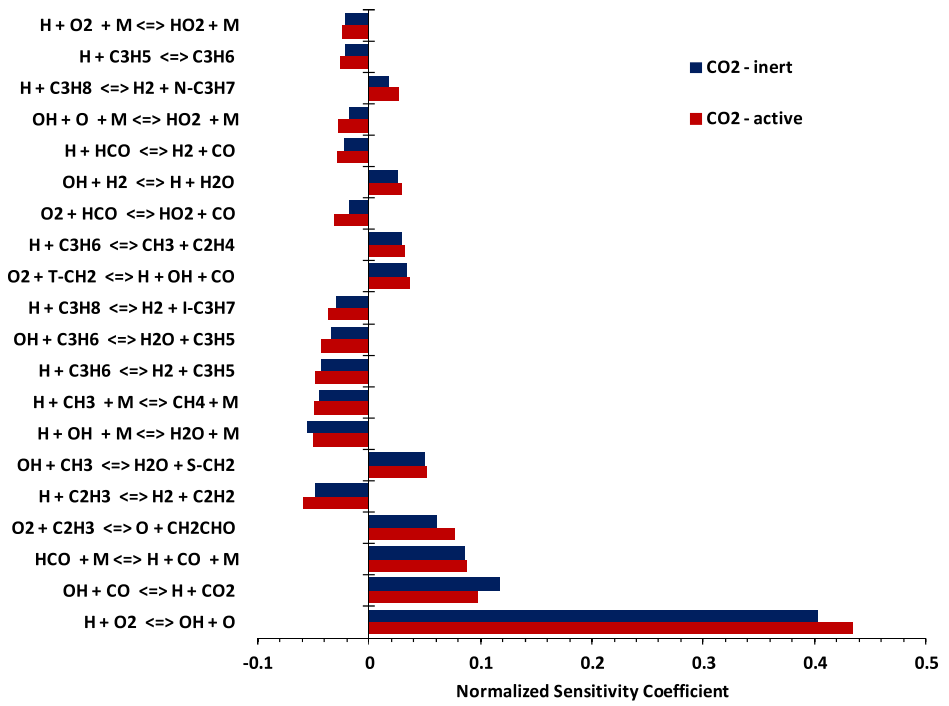 H + O2 + M <=> HO2 + M
H + C3H5 <=> C3H6
H + C3H8 <=> H2 + N-C3H7
OH + O + M <=> HO2 + M
H + HCO <=> H2 + CO
OH + H2 <=> H + H2O
O2 + HCO <=> HO2 + CO
H + C3H6 <=> CH3 + C2H4
O2 + T-CH2 <=> H + OH + CO
H + C3H8 <=> H2 + I-C3H7
OH + C3H6 <=> H2O + C3H5
H + C3H6 <=> H2 + C3H5
H + CH3 + M <=> CH4 + M
H + OH + M <=> H2O + M
OH + CH3 <=> H2O + S-CH2
H + C2H3 <=> H2 + C2H2
O2 + C2H3 <=> O + CH2CHO
HCO + M <=> H + CO + M
OH + CO <=> H + CO2
H + O2 <=> OH + O
CO2 - inert
CO2 - active
-0.1 0 0.1 0.2 0.3 0.4 0.5
Normalized Sensitivity Coefficient